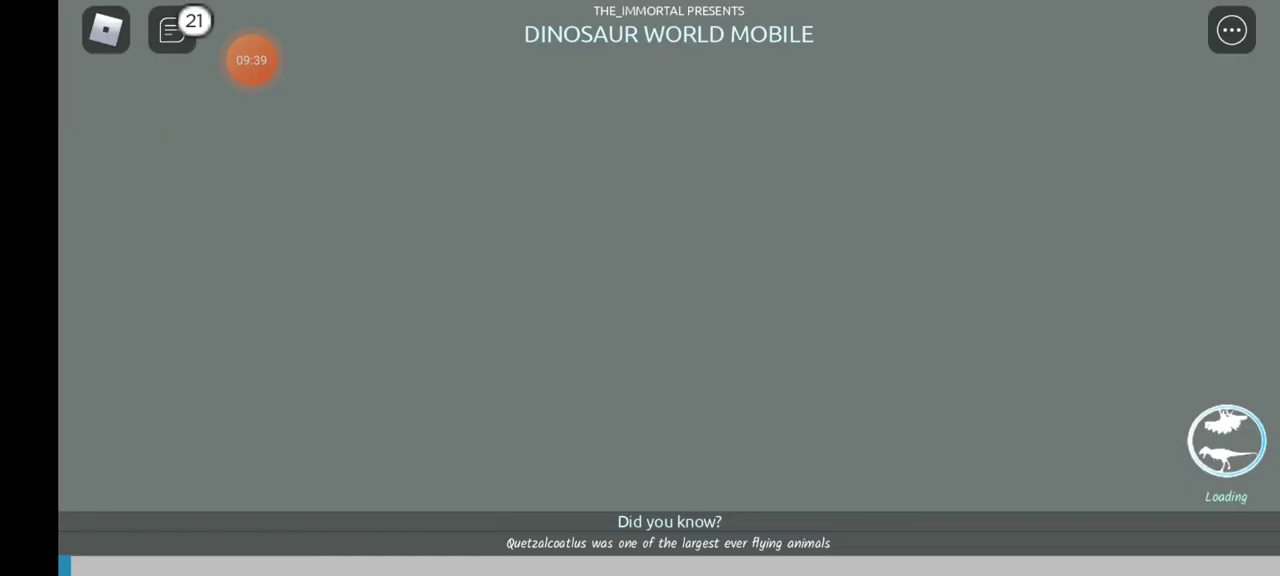 THE_IMMORTAL PRESENTS
21
DINOSAUR WORLD MOBILE
09:39
Loading
Did you know?
Quetzalcoatlus was one of the largest ever flying animals